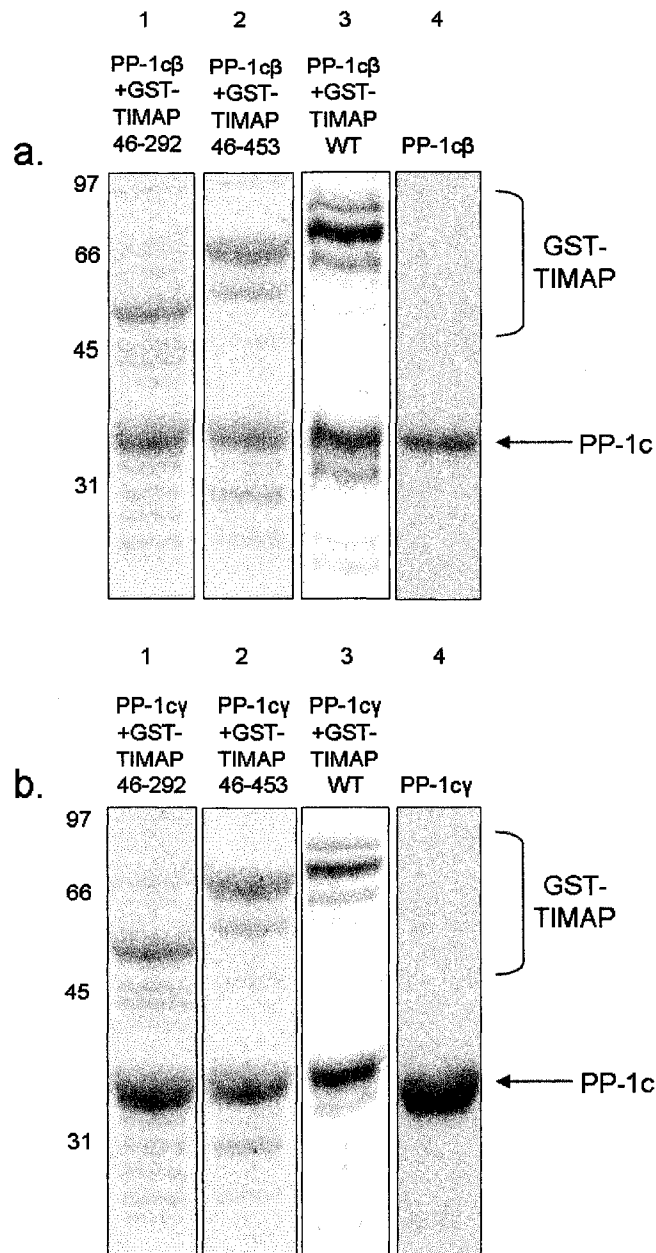 1 2 3 4
PP-1cβ +GST- TIMAP 46-292
PP-1cβ +GST- TIMAP 46-453
PP-1cβ +GST- TIMAP WT
PP-1cβ
a.
97
66
45
31
GST- TIMAP
PP-1c
1 2 3 4
PP-1cγ +GST- TIMAP 46-292
PP-1cγ +GST- TIMAP 46-453
PP-1cγ +GST- TIMAP WT
PP-1cγ
b.
97
66
45
31
GST- TIMAP
PP-1c